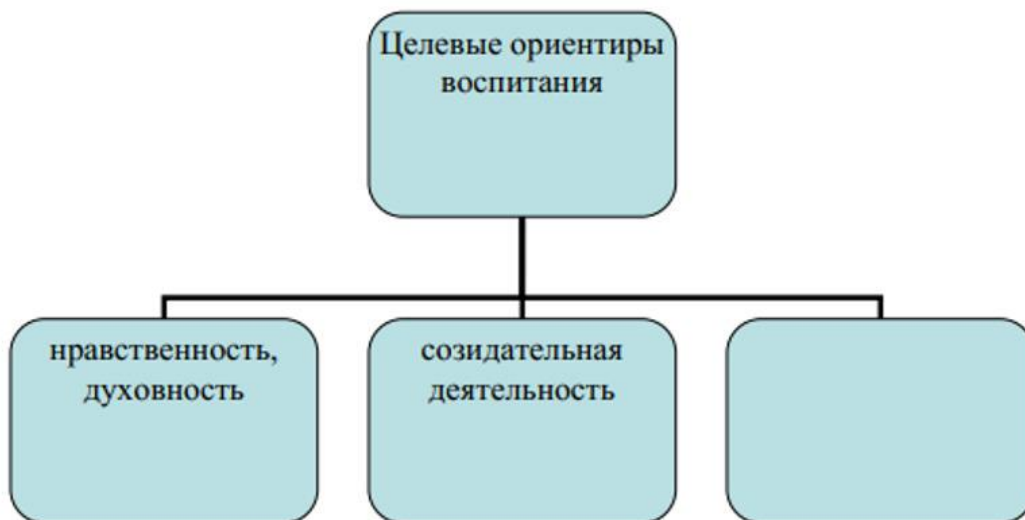 Целевые ориентиры
воспитания
нравственность,
духовность
созидательная
деятельность